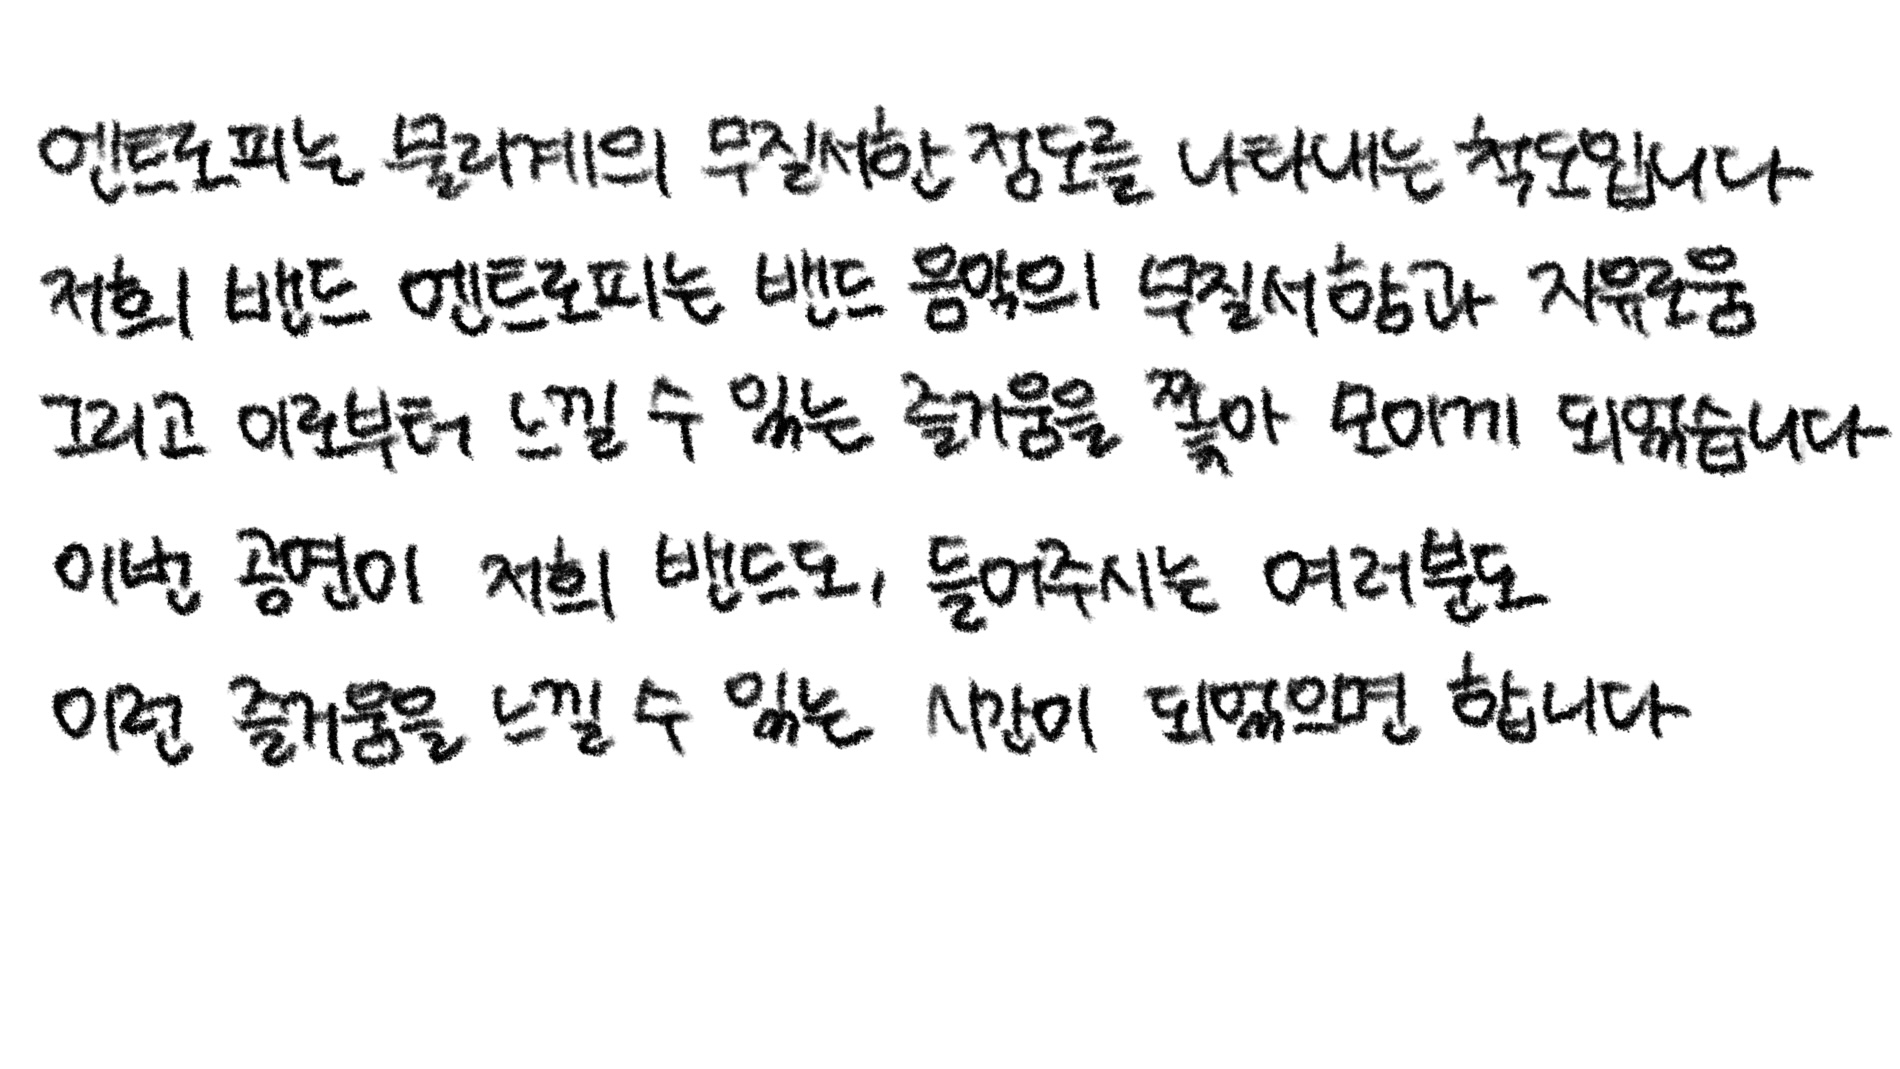 엔트로피는 물리계의 무질서한 정도를 나타내는 척도입니다
저희 밴드 엔트로피는 밴드 음악의 무질서함과 자유로움
그리고 이로부터 느낄 수 있는 즐거움을 쫓아 모이게 되었습니다
이번 공연이 저희 밴드도, 들어주시는 여러분도
이런 즐거움을 느낄 수 있는 시간이 되었으면 합니다